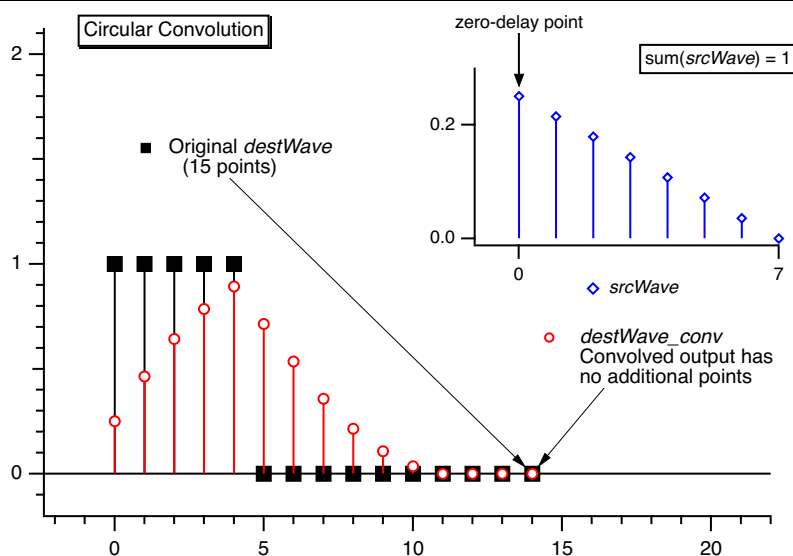 Circular Convolution
zero-delay point
sum(srcWave) = 1
2
1
0
Original destWave
(15 points)
0.2
0.0
0
7
srcWave
destWave_conv
Convolved output has
no additional points
0
5
10
15
20